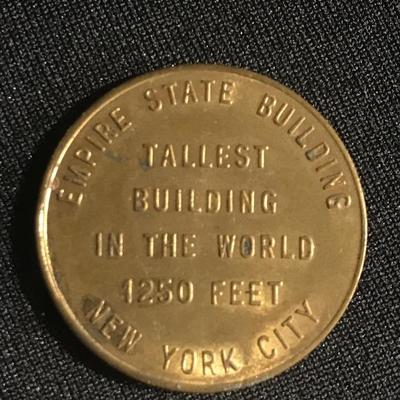 EMPIRE STATE BUILDING
TALLEST
BUILDING
IN THE WORLD
1250 FEET
NEW YORK CITY